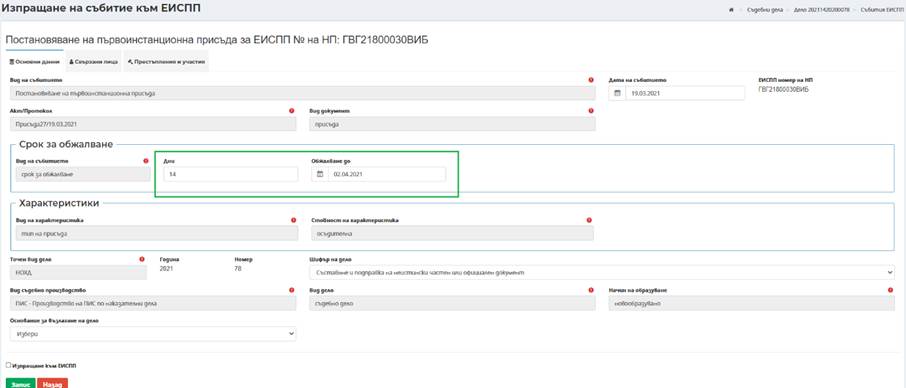 Изпращане на събитие към ЕИСПП
Съдебни дела > Дело 20211420200078 > Събития ЕИСПП
Постановяване на първоинстанционна присъда за ЕИСПП № на НП: ГВГ21800030ВИБ
Основни данни Свързани лица Престъпления и участия
Вид на събитието Дата на събитието ЕИСПП номер на НП
Постановяване на първоинстанционна присъда 19.03.2021 ГВГ21800030ВИБ
Акт/Протокол Вид документ
Присъда27/19.03.2021 присъда
Срок за обжалване
Вид на събитието Дни Обжалване до
срок за обжалване 14 02.04.2021
Характеристики
Вид на характеристика Стойност на характеристика
тип на присъда осъдителна
Точен вид дело Година Номер Шифър на дело
НОХД 2021 78 Съставяне и подправка на неистински частен или официален документ
Вид съдебно производство Вид дело Начин на образуване
ПИС - Производство на ПИС по наказателни дела съдебно дело новообразувано
Основание за възлагане на дело
Избери
Изпращане към ЕИСПП
Запис Назад